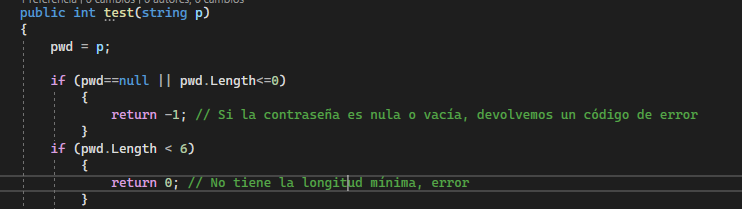 1 referencia | 0 cambios | 0 autores, 0 cambios
public int test(string p)
{
pwd = p;
if (pwd==null || pwd.Length<=0)
{
return -1; // Si la contraseña es nula o vacía, devolvemos un código de error
}
if (pwd.Length < 6)
{
return 0; // No tiene la longitud mínima, error
}